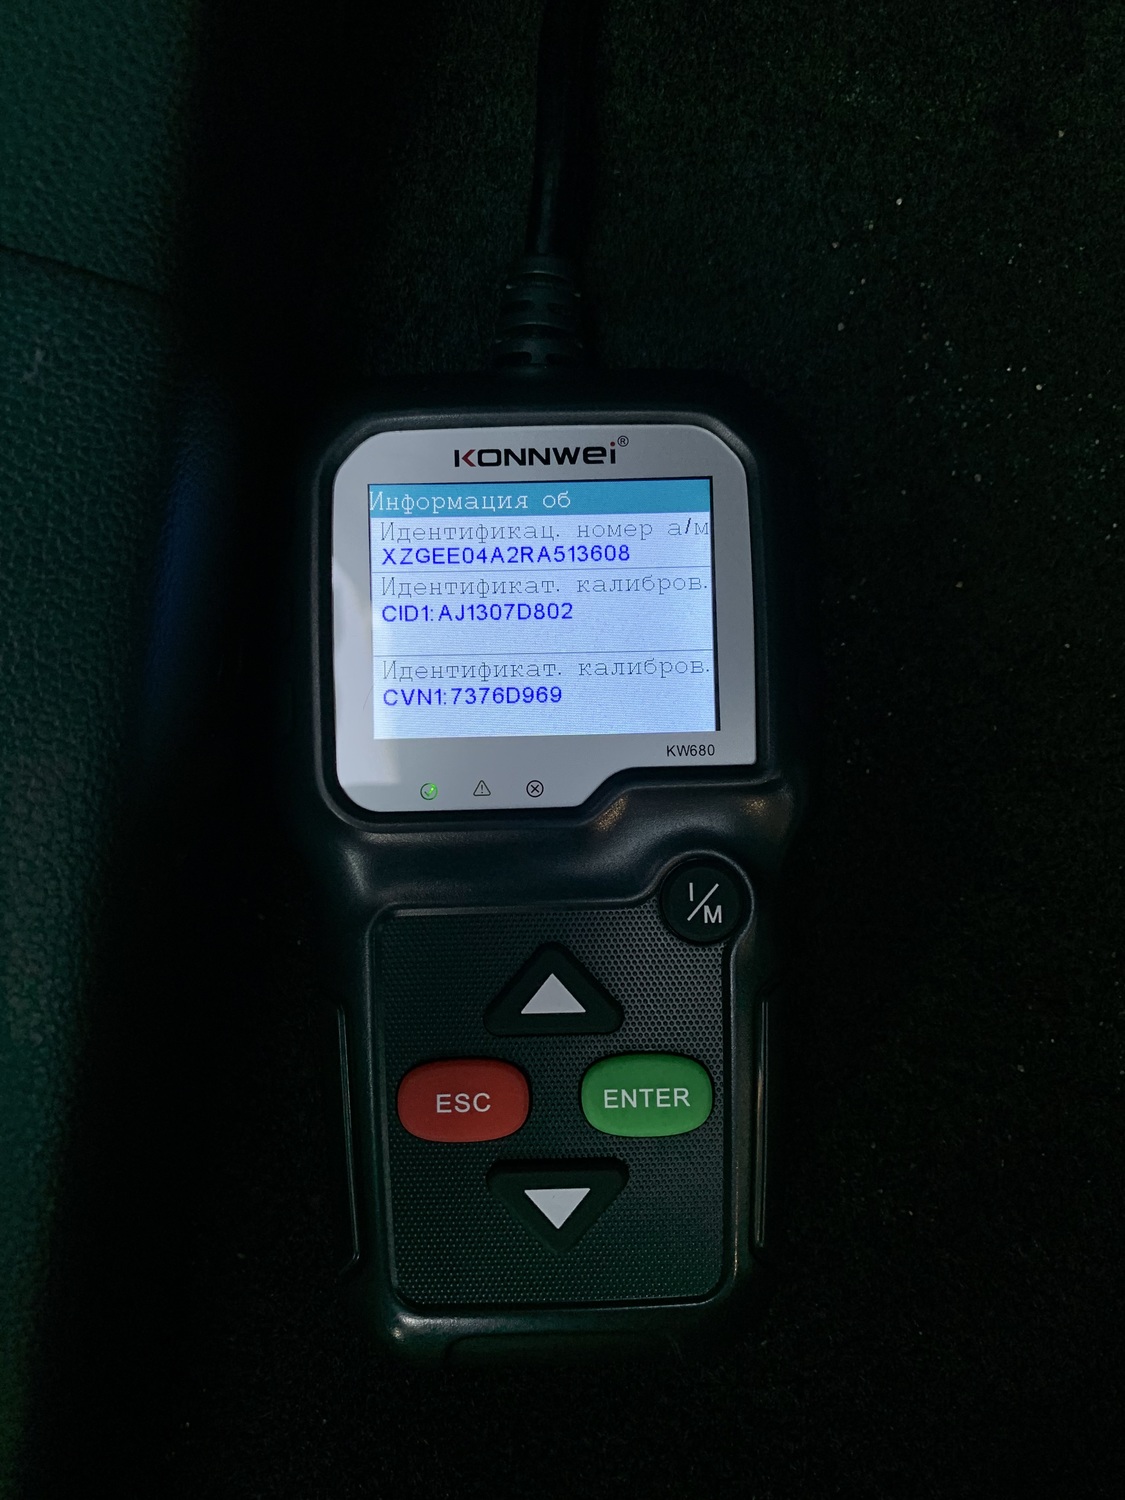 KONNWEI®
Информация об
Идентификац. номер а/м
XZGEE04A2RA513608
Идентификат. калибров.
CID1:AJ1307D802
Идентификат. калибров.
CVN1:7376D969
KW680
I/M
ESC
ENTER